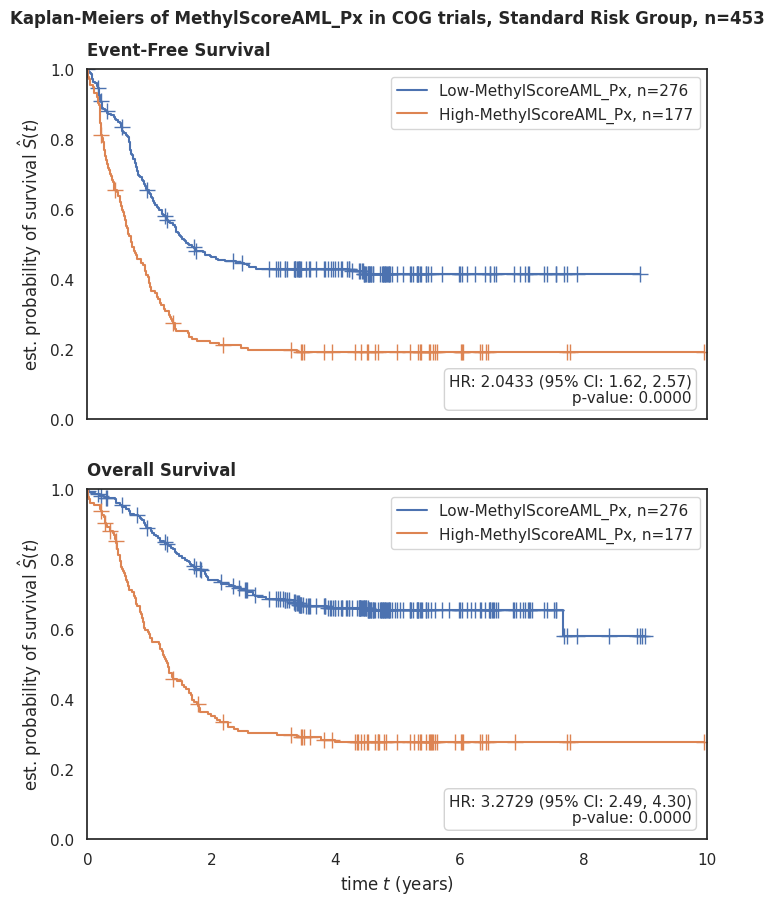 Kaplan-Meiers of MethylScoreAML_Px in COG trials, Standard Risk Group, n=453
Event-Free Survival
1.0
0.8
0.6
0.4
0.2
0.0
est. probability of survival Ŝ(t)
Low-MethylScoreAML_Px, n=276
High-MethylScoreAML_Px, n=177
HR: 2.0433 (95% CI: 1.62, 2.57)
p-value: 0.0000
Overall Survival
1.0
0.8
0.6
0.4
0.2
0.0
est. probability of survival Ŝ(t)
Low-MethylScoreAML_Px, n=276
High-MethylScoreAML_Px, n=177
HR: 3.2729 (95% CI: 2.49, 4.30)
p-value: 0.0000
0 2 4 6 8 10
time t (years)